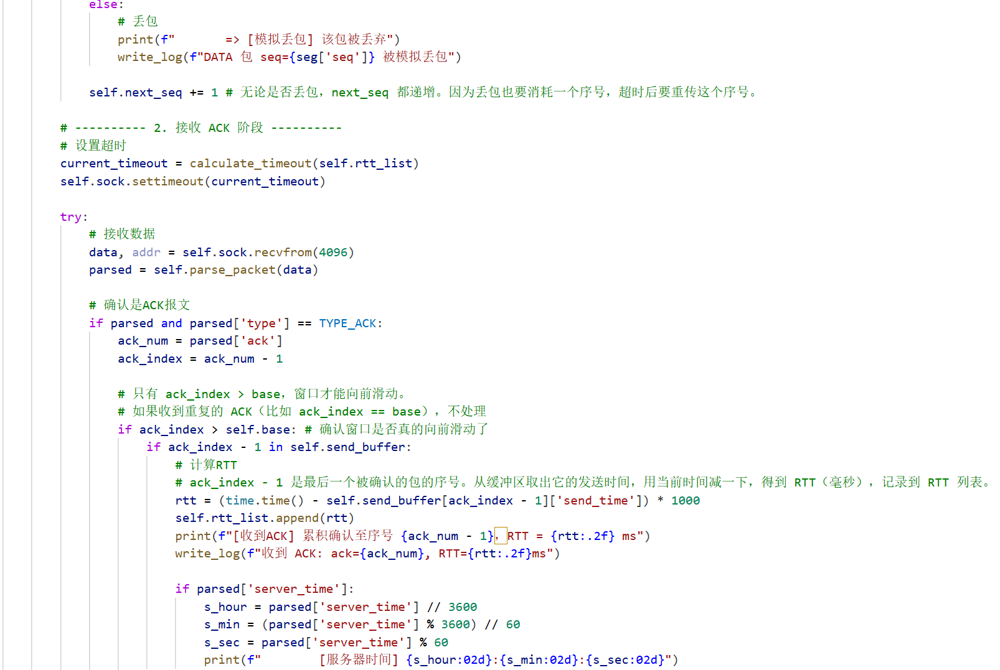 else:
# 丢包
print(f"       => [模拟丢包] 该包被丢弃")
write_log(f"DATA 包 seq={seg['seq']} 被模拟丢包")
self.next_seq += 1 # 无论是否丢包，next_seq 都递增。因为丢包也要消耗一个序号，超时后要重传这个序号。
# ---------- 2. 接收 ACK 阶段 ----------
# 设置超时
current_timeout = calculate_timeout(self.rtt_list)
self.sock.settimeout(current_timeout)
try:
# 接收数据
data, addr = self.sock.recvfrom(4096)
parsed = self.parse_packet(data)
# 确认是ACK报文
if parsed and parsed['type'] == TYPE_ACK:
ack_num = parsed['ack']
ack_index = ack_num - 1
# 只有 ack_index > base，窗口才能向前滑动。
# 如果收到重复的 ACK（比如 ack_index == base），不处理
if ack_index > self.base: # 确认窗口是否真的向前滑动了
if ack_index - 1 in self.send_buffer:
# 计算RTT
# ack_index - 1 是最后一个被确认的包的序号。从缓冲区取出它的发送时间，用当前时间减一下，得到 RTT（毫秒），记录到 RTT 列表。
rtt = (time.time() - self.send_buffer[ack_index - 1]['send_time']) * 1000
self.rtt_list.append(rtt)
print(f"[收到ACK] 累积确认至序号 {ack_num - 1}，RTT = {rtt:.2f} ms")
write_log(f"收到 ACK: ack={ack_num}, RTT={rtt:.2f}ms")
if parsed['server_time']:
s_hour = parsed['server_time'] // 3600
s_min = (parsed['server_time'] % 3600) // 60
s_sec = parsed['server_time'] % 60
print(f"        [服务器时间] {s_hour:02d}:{s_min:02d}:{s_sec:02d}")